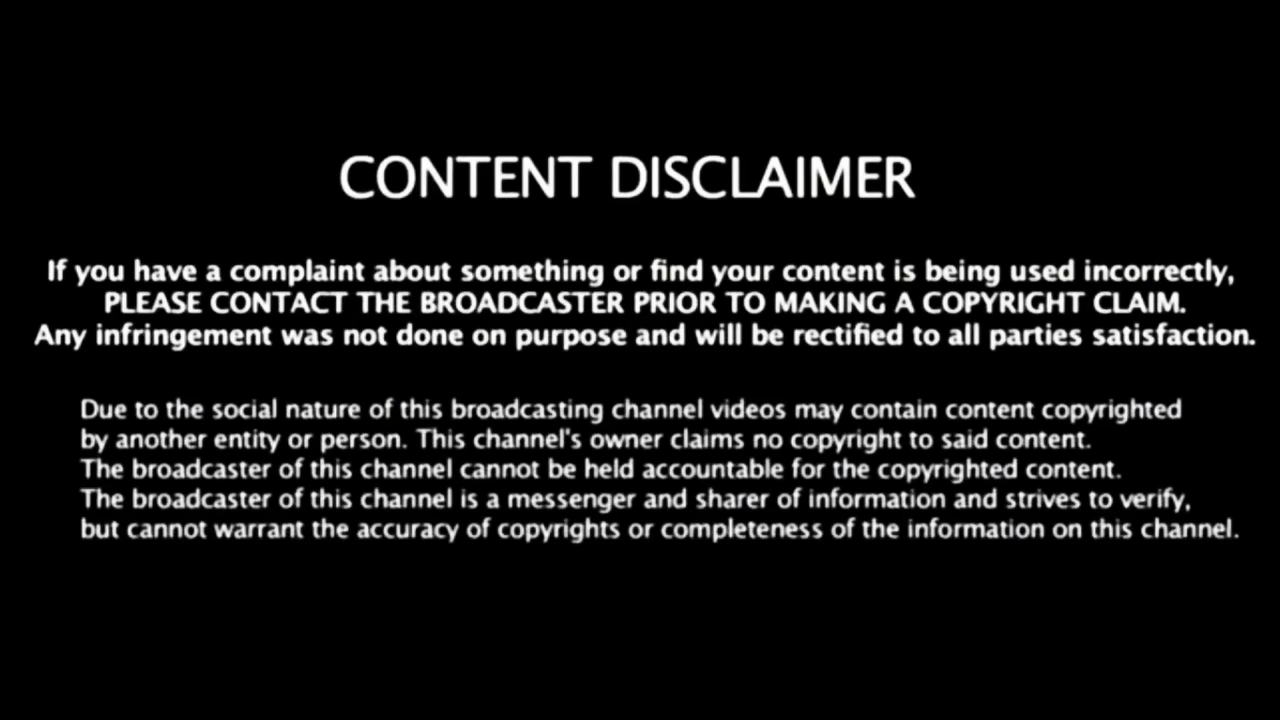 CONTENT DISCLAIMER
If you have a complaint about something or find your content is being used incorrectly,
PLEASE CONTACT THE BROADCASTER PRIOR TO MAKING A COPYRIGHT CLAIM.
Any infringement was not done on purpose and will be rectified to all parties satisfaction.
Due to the social nature of this broadcasting channel videos may contain content copyrighted
by another entity or person. This channel's owner claims no copyright to said content.
The broadcaster of this channel cannot be held accountable for the copyrighted content.
The broadcaster of this channel is a messenger and sharer of information and strives to verify,
but cannot warrant the accuracy of copyrights or completeness of the information on this channel.